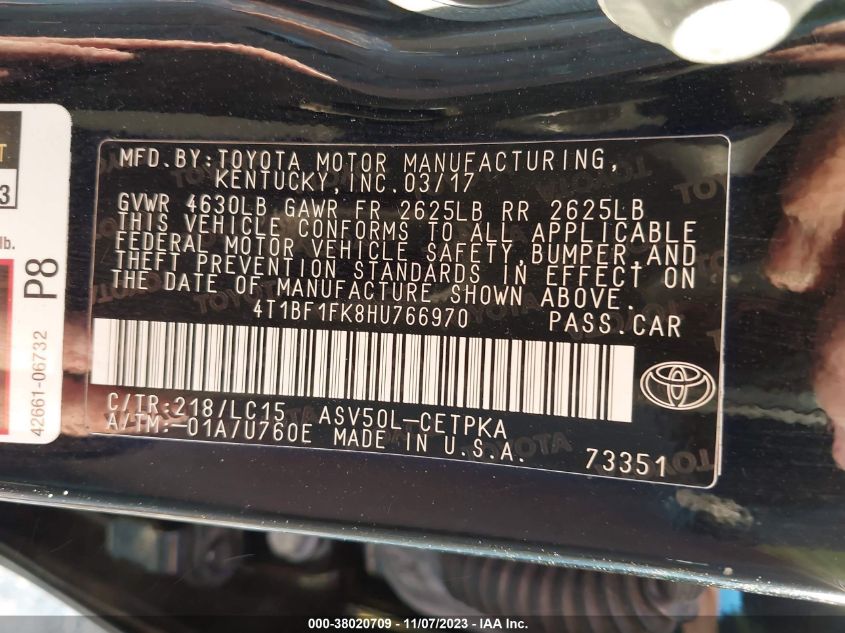 MFD.BY:TOYOTA MOTOR MANUFACTURING,
KENTUCKY,INC.03/17
GVWR 4630LB GAWR FR 2625LB RR 2625LB
THIS VEHICLE CONFORMS TO ALL APPLICABLE
FEDERAL MOTOR VEHICLE SAFETY,BUMPER,AND
THEFT PREVENTION STANDARDS IN EFFECT ON
THE DATE OF MANUFACTURE SHOWN ABOVE.
4T1BF1FK8HU766970 PASS.CAR
C/TR:218/LC15 ASV50L-CETPKA
A/TM:-01A/U760E MADE IN U.S.A.
73351
TOYOTA
3
lb.
P8
42661-06732
000-38020709 - 11/07/2023 - IAA Inc.